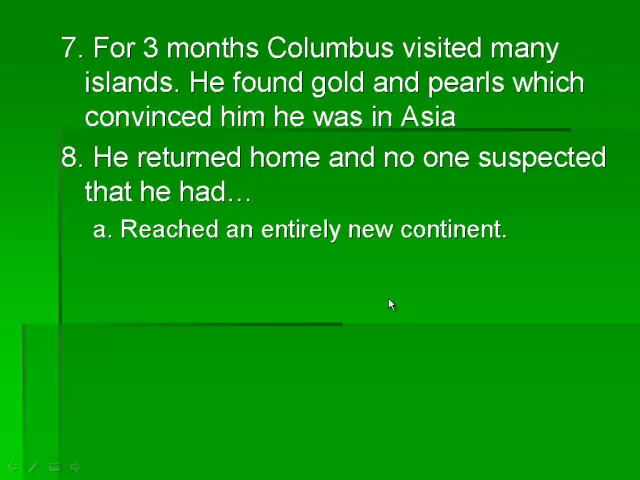 7. For 3 months Columbus visited many
islands. He found gold and pearls which
convinced him he was in Asia
8. He returned home and no one suspected
that he had…
a. Reached an entirely new continent.